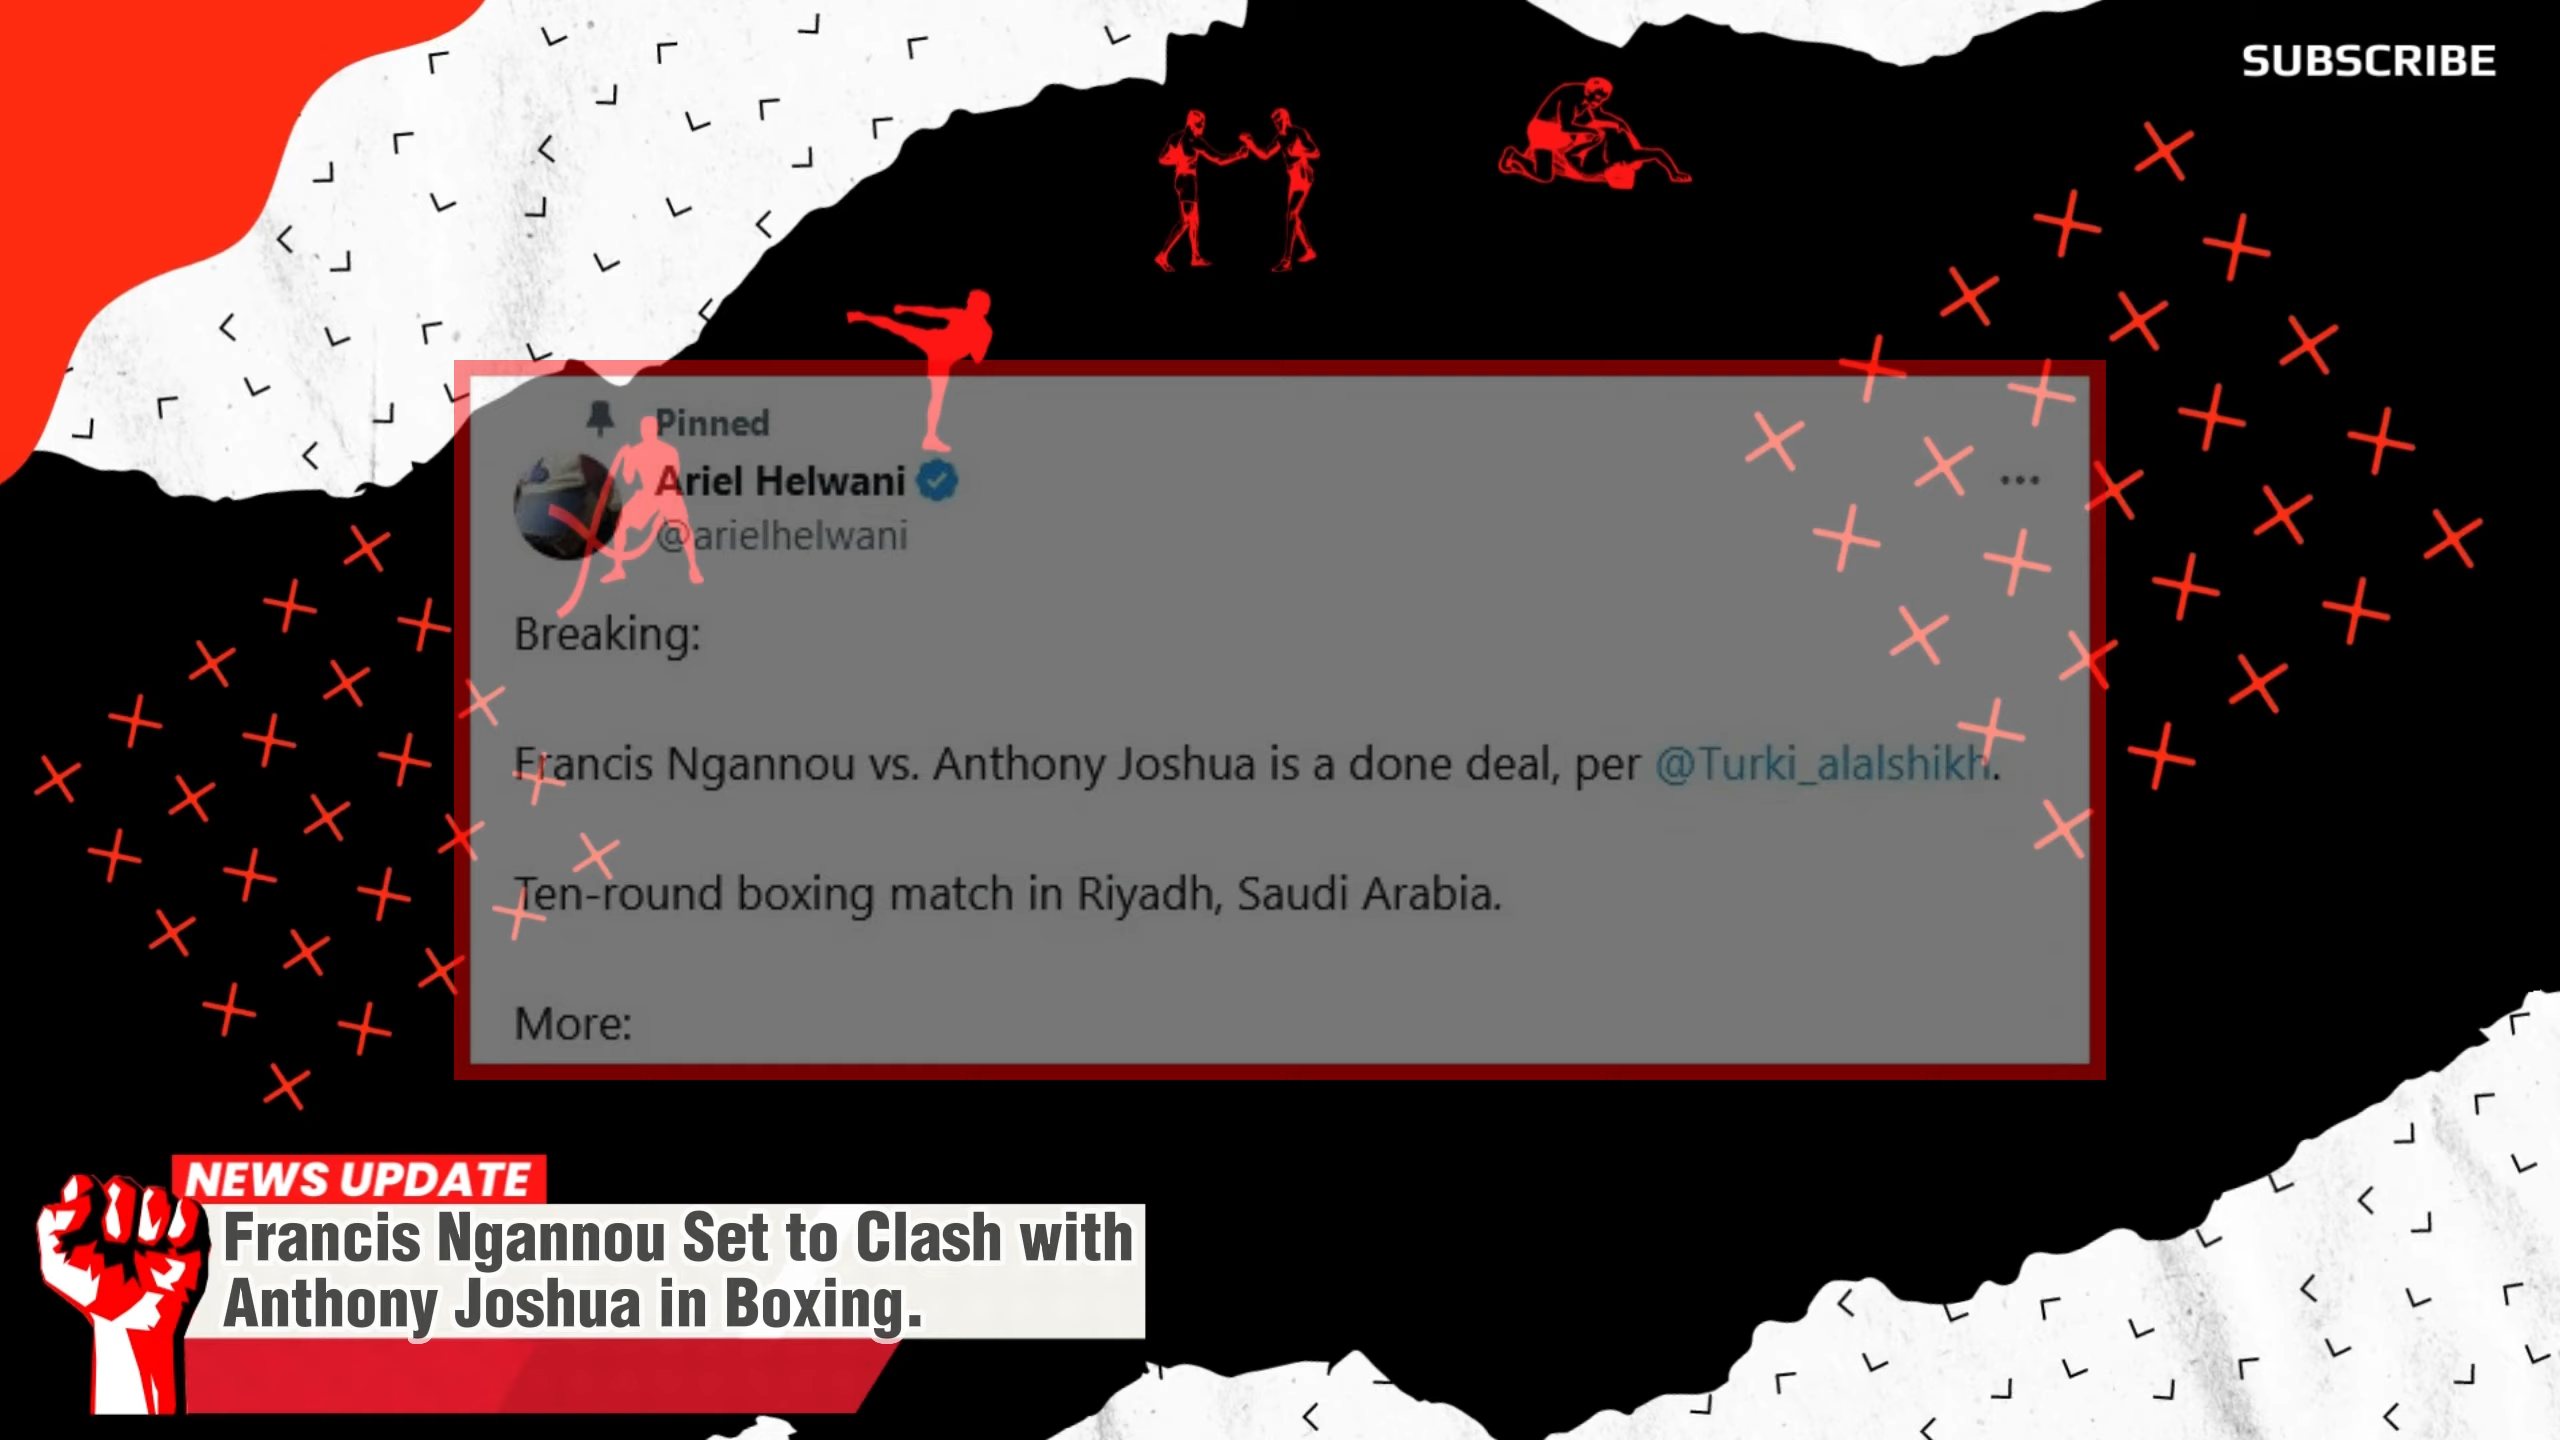 SUBSCRIBE
Pinned
Ariel Helwani
@arielhelwani
Breaking:
Francis Ngannou vs. Anthony Joshua is a done deal, per @Turki_alalshikh.
Ten-round boxing match in Riyadh, Saudi Arabia.
More:
NEWS UPDATE
Francis Ngannou Set to Clash with
Anthony Joshua in Boxing.